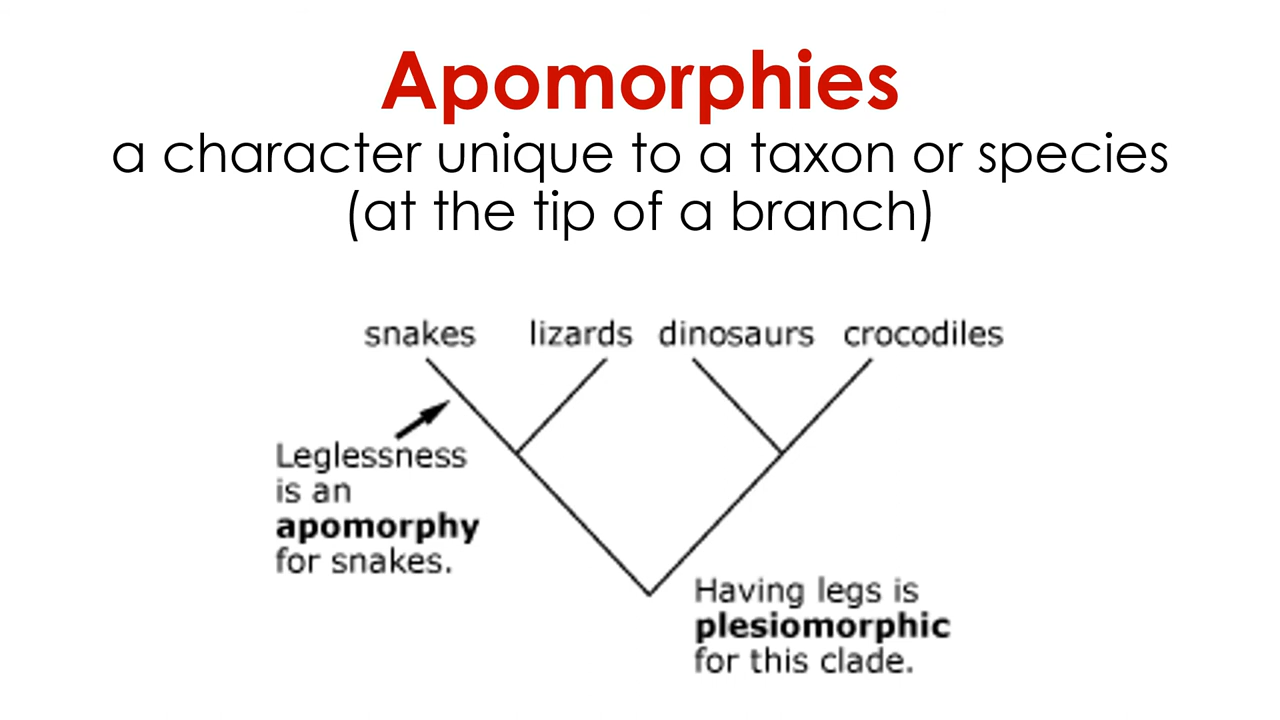 Apomorphies
a character unique to a taxon or species
(at the tip of a branch)
snakes lizards dinosaurs crocodiles
Leglessness
is an
apomorphy
for snakes.
Having legs is
plesiomorphic
for this clade.